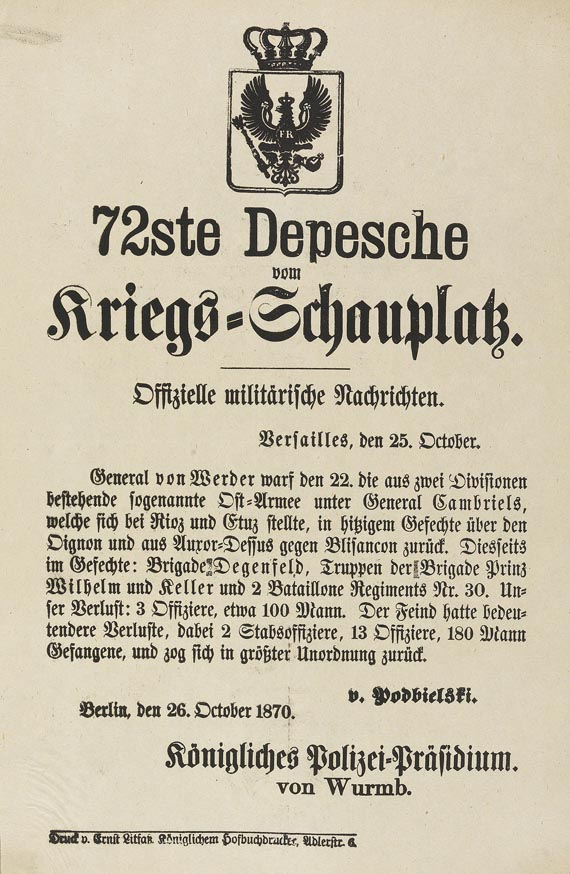 FR
72ste Depesche
vom
Kriegs-Schauplatz.
Offizielle militärische Nachrichten.
Versailles, den 25. October.
General von Werder warf den 22. die aus zwei Divisionen
bestehende sogenannte Ost-Armee unter General Cambriels,
welche sich bei Rioz und Etuz stellte, in hitzigem Gefechte über den
Oignon und aus Auxor-Dessus gegen Blisancon zurück. Diesseits
im Gefechte: Brigade Degenfeld, Truppen der Brigade Prinz
Wilhelm und Keller und 2 Bataillone Regiments Nr. 30. Un-
ser Verlust: 3 Offiziere, etwa 100 Mann. Der Feind hatte bedeu-
tendere Verluste, dabei 2 Stabsoffiziere, 13 Offiziere, 180 Mann
Gefangene, und zog sich in größter Unordnung zurück.
v. Podbielski.
Berlin, den 26. October 1870.
Königliches Polizei-Präsidium.
von Wurmb.
Druck v. Ernst Litfaß, Königlichem Hofbuchdrucker, Adlerstr. 6.